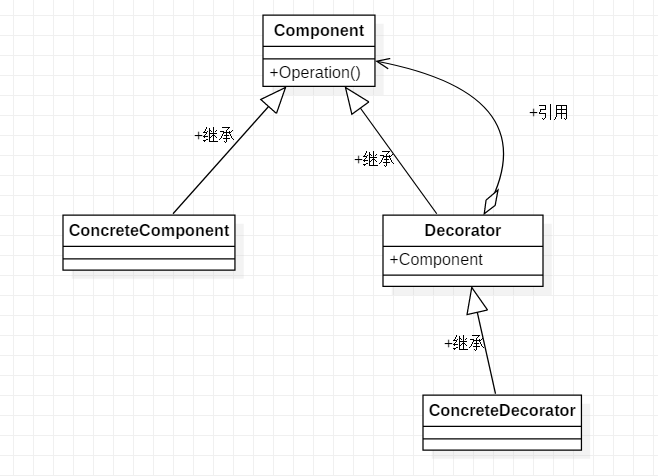 Component
+Operation()
+引用
+继承
+继承
ConcreteComponent
Decorator
+Component
+继承
ConcreteDecorator